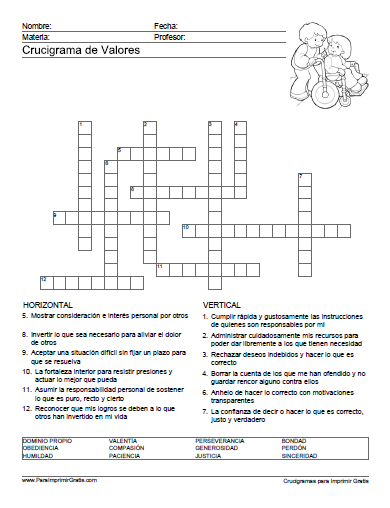 Nombre: Fecha:
Materia: Profesor:
Crucigrama de Valores
1 2 3 4
5
6
7
8
9
10
11
12
HORIZONTAL
5. Mostrar consideración e interés personal por otros
8. Invertir lo que sea necesario para aliviar el dolor
de otros
9. Aceptar una situación difícil sin fijar un plazo para
que se resuelva
10. La fortaleza interior para resistir presiones y
actuar lo mejor que pueda
11. Asumir la responsabilidad personal de sostener
lo que es puro, recto y cierto
12. Reconocer que mis logros se deben a lo que
otros han invertido en mi vida
VERTICAL
1. Cumplir rápida y gustosamente las instrucciones
de quienes son responsables por mi
2. Administrar cuidadosamente mis recursos para
poder dar libremente a los que tienen necesidad
3. Rechazar deseos indebidos y hacer lo que es
correcto
4. Borrar la cuenta de los que me han ofendido y no
guardar rencor alguno contra ellos
6. Anhelo de hacer lo correcto con motivaciones
transparentes
7. La confianza de decir o hacer lo que es correcto,
justo y verdadero
DOMINIO PROPIO VALENTÍA PERSEVERANCIA BONDAD
OBEDIENCIA COMPASIÓN GENEROSIDAD PERDÓN
HUMILDAD PACIENCIA JUSTICIA SINCERIDAD
www.ParaImprimirGratis.com Crucigramas para Imprimir Gratis